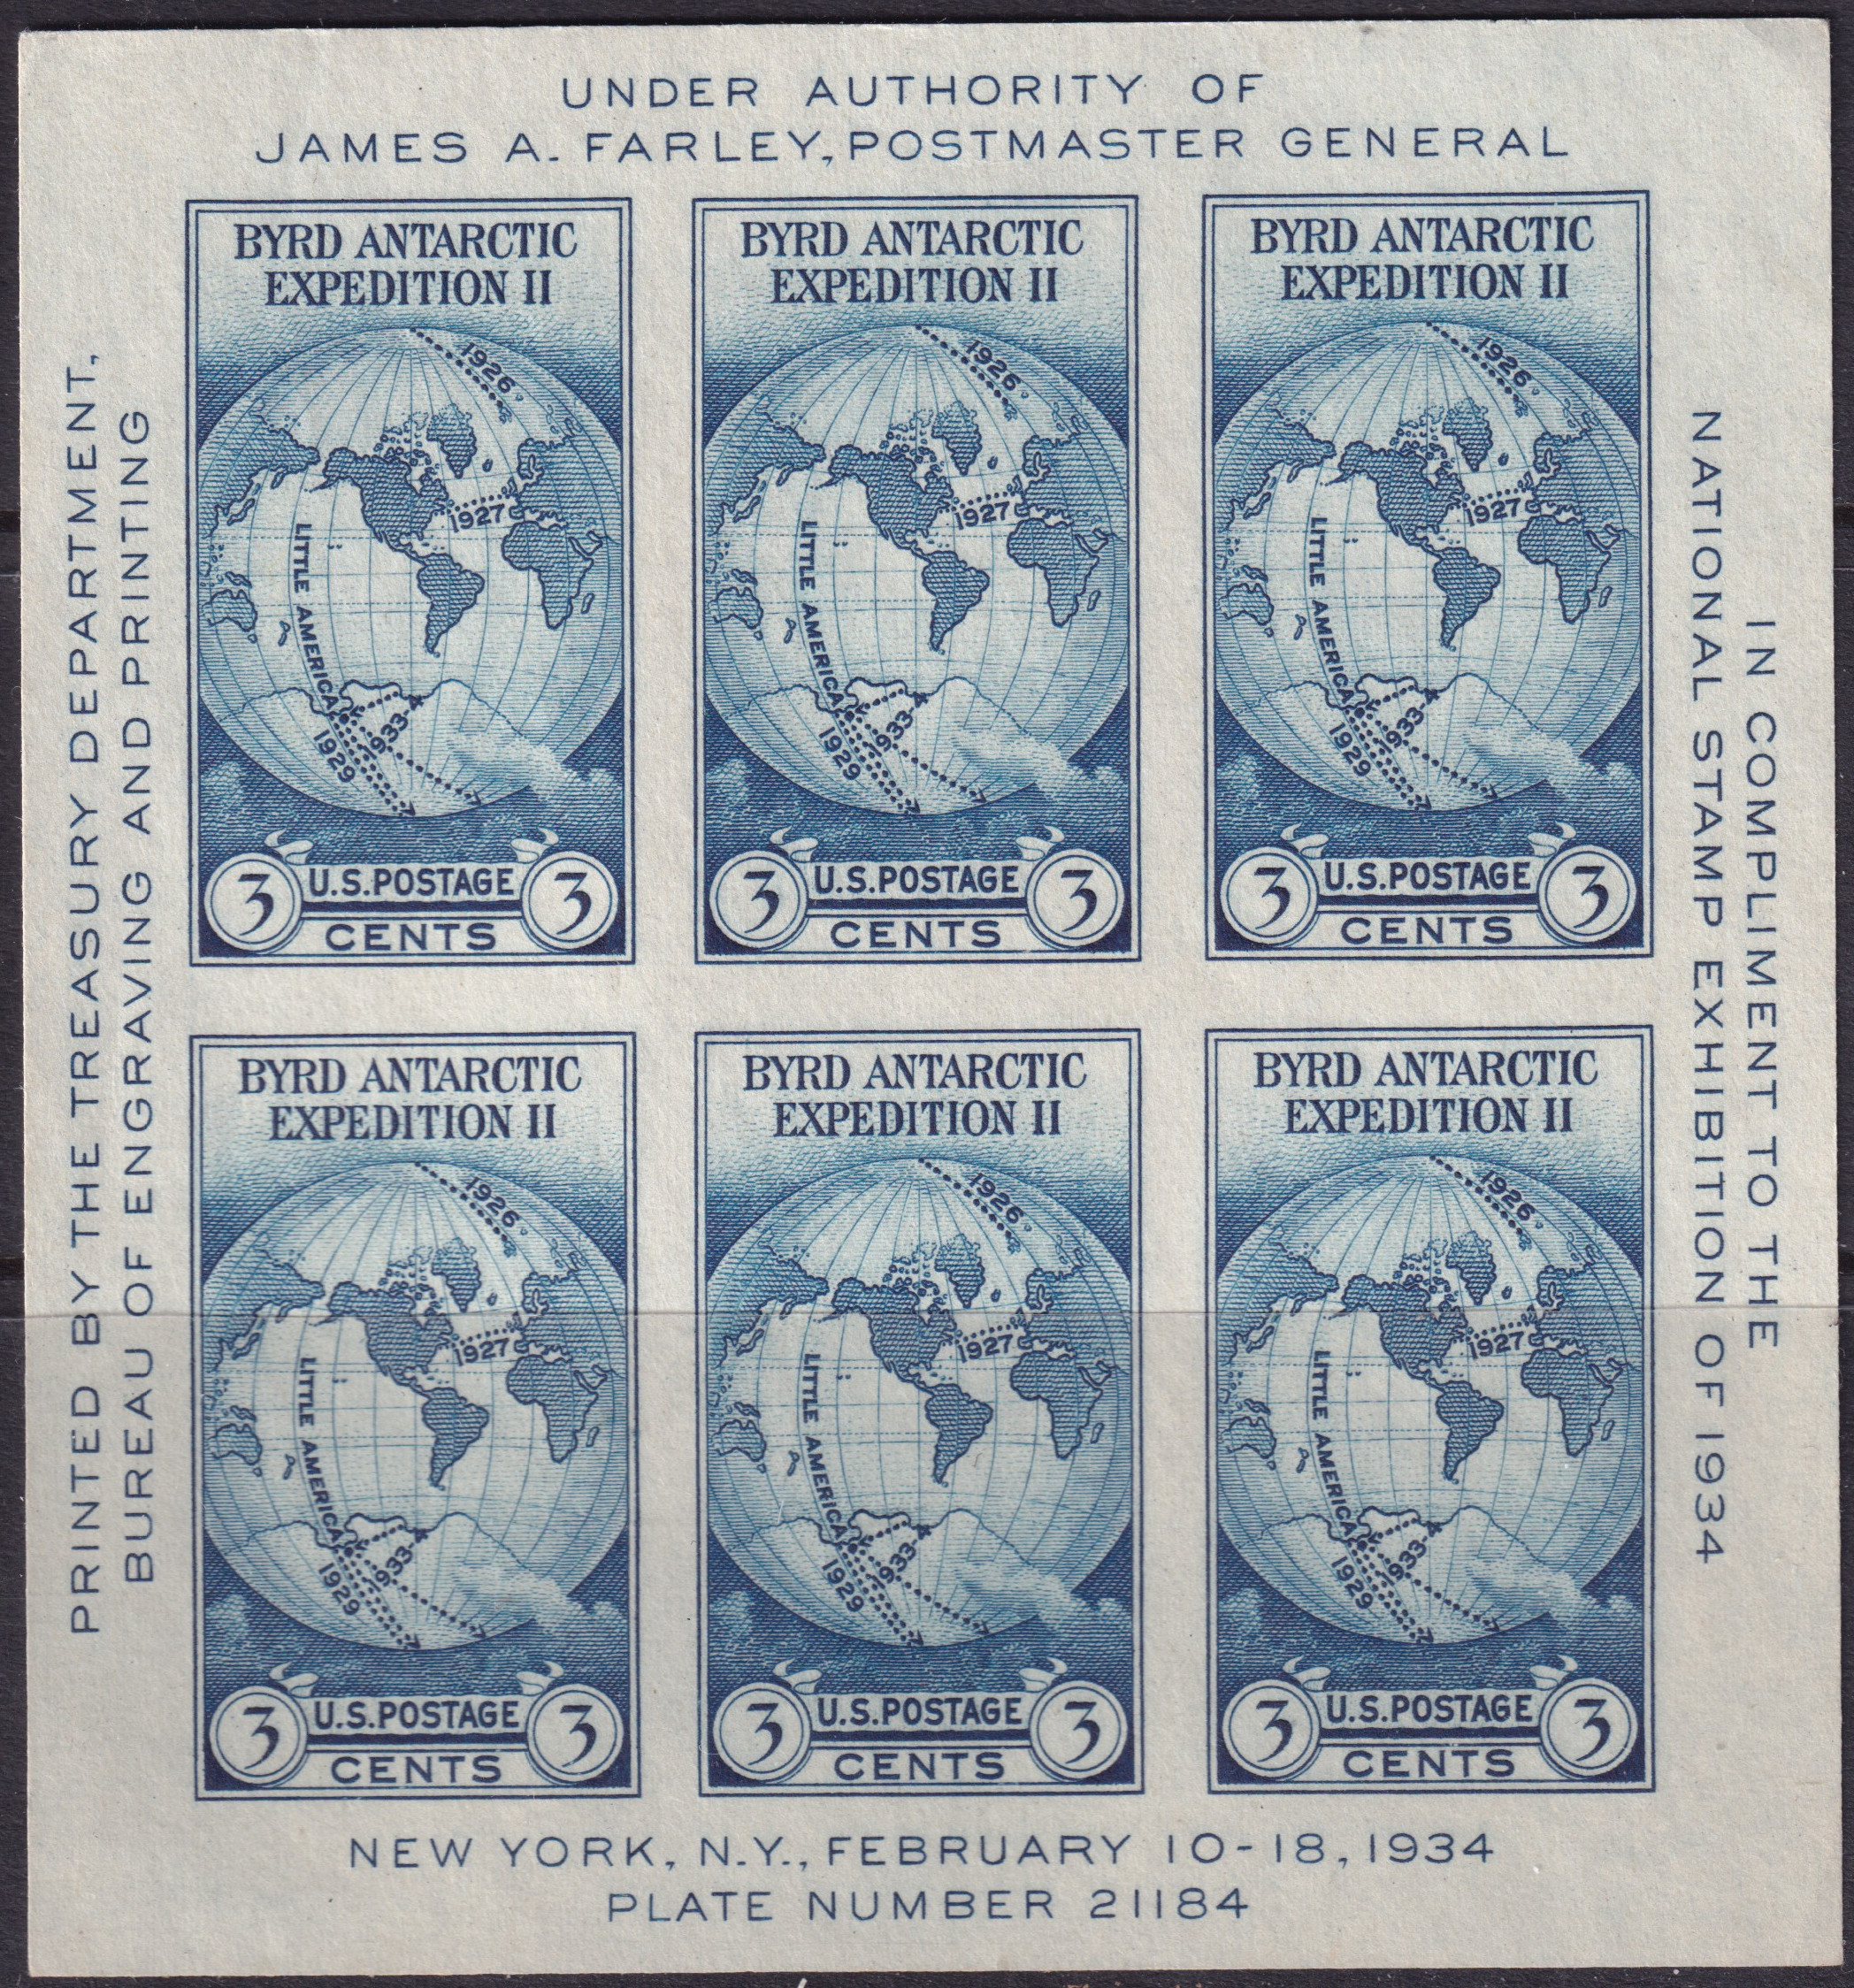 UNDER AUTHORITY OF
JAMES A. FARLEY, POSTMASTER GENERAL
PRINTED BY THE TREASURY DEPARTMENT,
BUREAU OF ENGRAVING AND PRINTING
BYRD ANTARCTIC
EXPEDITION II
1926
1927
LITTLE AMERICA
1929
1933
U.S.POSTAGE
3 3
CENTS
BYRD ANTARCTIC
EXPEDITION II
1926
1927
LITTLE AMERICA
1929
1933
U.S.POSTAGE
3 3
CENTS
BYRD ANTARCTIC
EXPEDITION II
1926
1927
LITTLE AMERICA
1929
1933
U.S.POSTAGE
3 3
CENTS
BYRD ANTARCTIC
EXPEDITION II
1926
1927
LITTLE AMERICA
1929
1933
U.S.POSTAGE
3 3
CENTS
BYRD ANTARCTIC
EXPEDITION II
1926
1927
LITTLE AMERICA
1929
1933
U.S.POSTAGE
3 3
CENTS
BYRD ANTARCTIC
EXPEDITION II
1926
1927
LITTLE AMERICA
1929
1933
U.S.POSTAGE
3 3
CENTS
IN COMPLIMENT TO THE
NATIONAL STAMP EXHIBITION OF 1934
NEW YORK, N.Y., FEBRUARY 10-18, 1934
PLATE NUMBER 21184